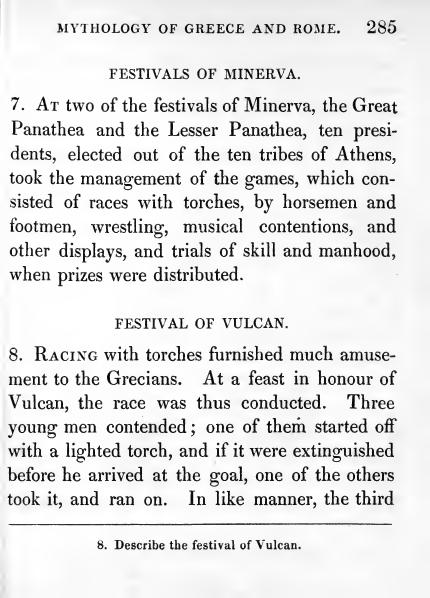 MYTHOLOGY OF GREECE AND ROME. 285
FESTIVALS OF MINERVA.
7. AT two of the festivals of Minerva, the Great
Panathea and the Lesser Panathea, ten presi-
dents, elected out of the ten tribes of Athens,
took the management of the games, which con-
sisted of races with torches, by horsemen and
footmen, wrestling, musical contentions, and
other displays, and trials of skill and manhood,
when prizes were distributed.
FESTIVAL OF VULCAN.
8. RACING with torches furnished much amuse-
ment to the Grecians. At a feast in honour of
Vulcan, the race was thus conducted. Three
young men contended; one of them started off
with a lighted torch, and if it were extinguished
before he arrived at the goal, one of the others
took it, and ran on. In like manner, the third
8. Describe the festival of Vulcan.